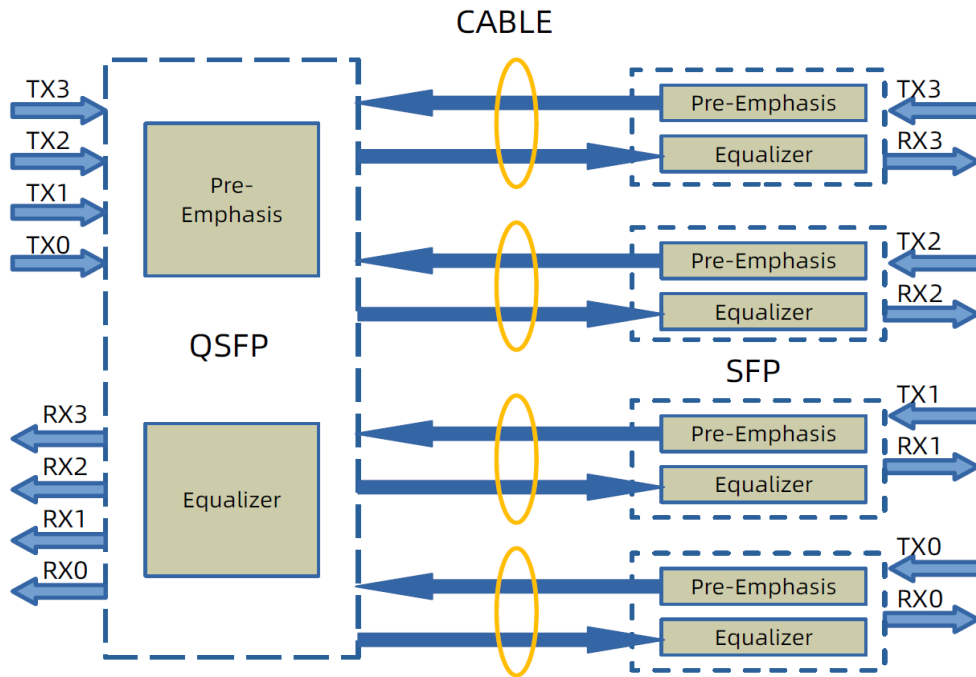 CABLE
TX3
TX2
TX1
TX0
Pre-
Emphasis
QSFP
RX3
RX2
RX1
RX0
Equalizer
Pre-Emphasis
Equalizer
TX3
RX3
Pre-Emphasis
Equalizer
TX2
RX2
SFP
Pre-Emphasis
Equalizer
TX1
RX1
Pre-Emphasis
Equalizer
TX0
RX0